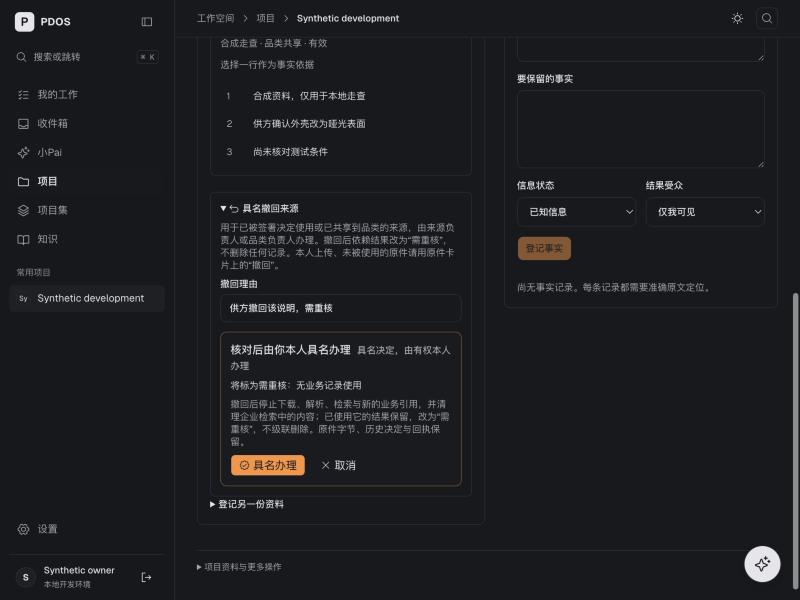 P PDOS
搜索或跳转 ⌘ K
我的工作
收件箱
小Pai
项目
项目集
知识
常用项目
Sy Synthetic development
设置
S Synthetic owner
本地开发环境
工作空间 > 项目 > Synthetic development
合成走查 · 品类共享 · 有效
选择一行作为事实依据
1 合成资料，仅用于本地走查
2 供方确认外壳改为哑光表面
3 尚未核对测试条件
具名撤回来源
用于已被签署决定使用或已共享到品类的来源，由来源负
责人或品类负责人办理。撤回后依赖结果改为“需重核”，
不删除任何记录。本人上传、未被使用的原件请用原件卡
片上的“撤回”。
撤回理由
供方撤回该说明，需重核
核对后由你本人具名办理 具名决定，由有权本人
办理
将标为需重核：无业务记录使用
撤回后停止下载、解析、检索与新的业务引用，并清
理企业检索中的内容；已使用它的结果保留，改为“需
重核”，不级联删除。原件字节、历史决定与回执保
留。
具名办理 取消
登记另一份资料
要保留的事实
信息状态 结果受众
已知信息 仅我可见
登记事实
尚无事实记录。每条记录都需要准确原文定位。
项目资料与更多操作